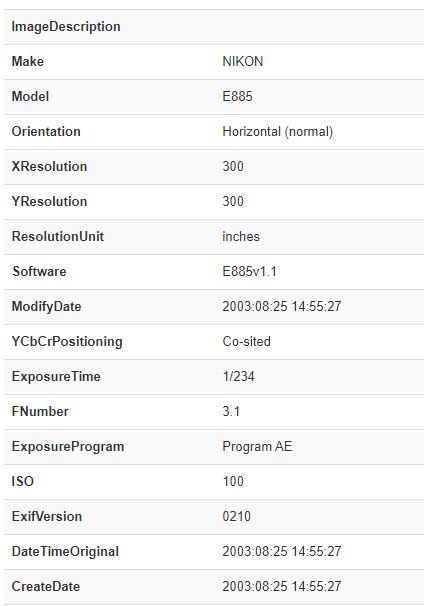 ImageDescription
Make NIKON
Model E885
Orientation Horizontal (normal)
XResolution 300
YResolution 300
ResolutionUnit inches
Software E885v1.1
ModifyDate 2003:08:25 14:55:27
YCbCrPositioning Co-sited
ExposureTime 1/234
FNumber 3.1
ExposureProgram Program AE
ISO 100
ExifVersion 0210
DateTimeOriginal 2003:08:25 14:55:27
CreateDate 2003:08:25 14:55:27